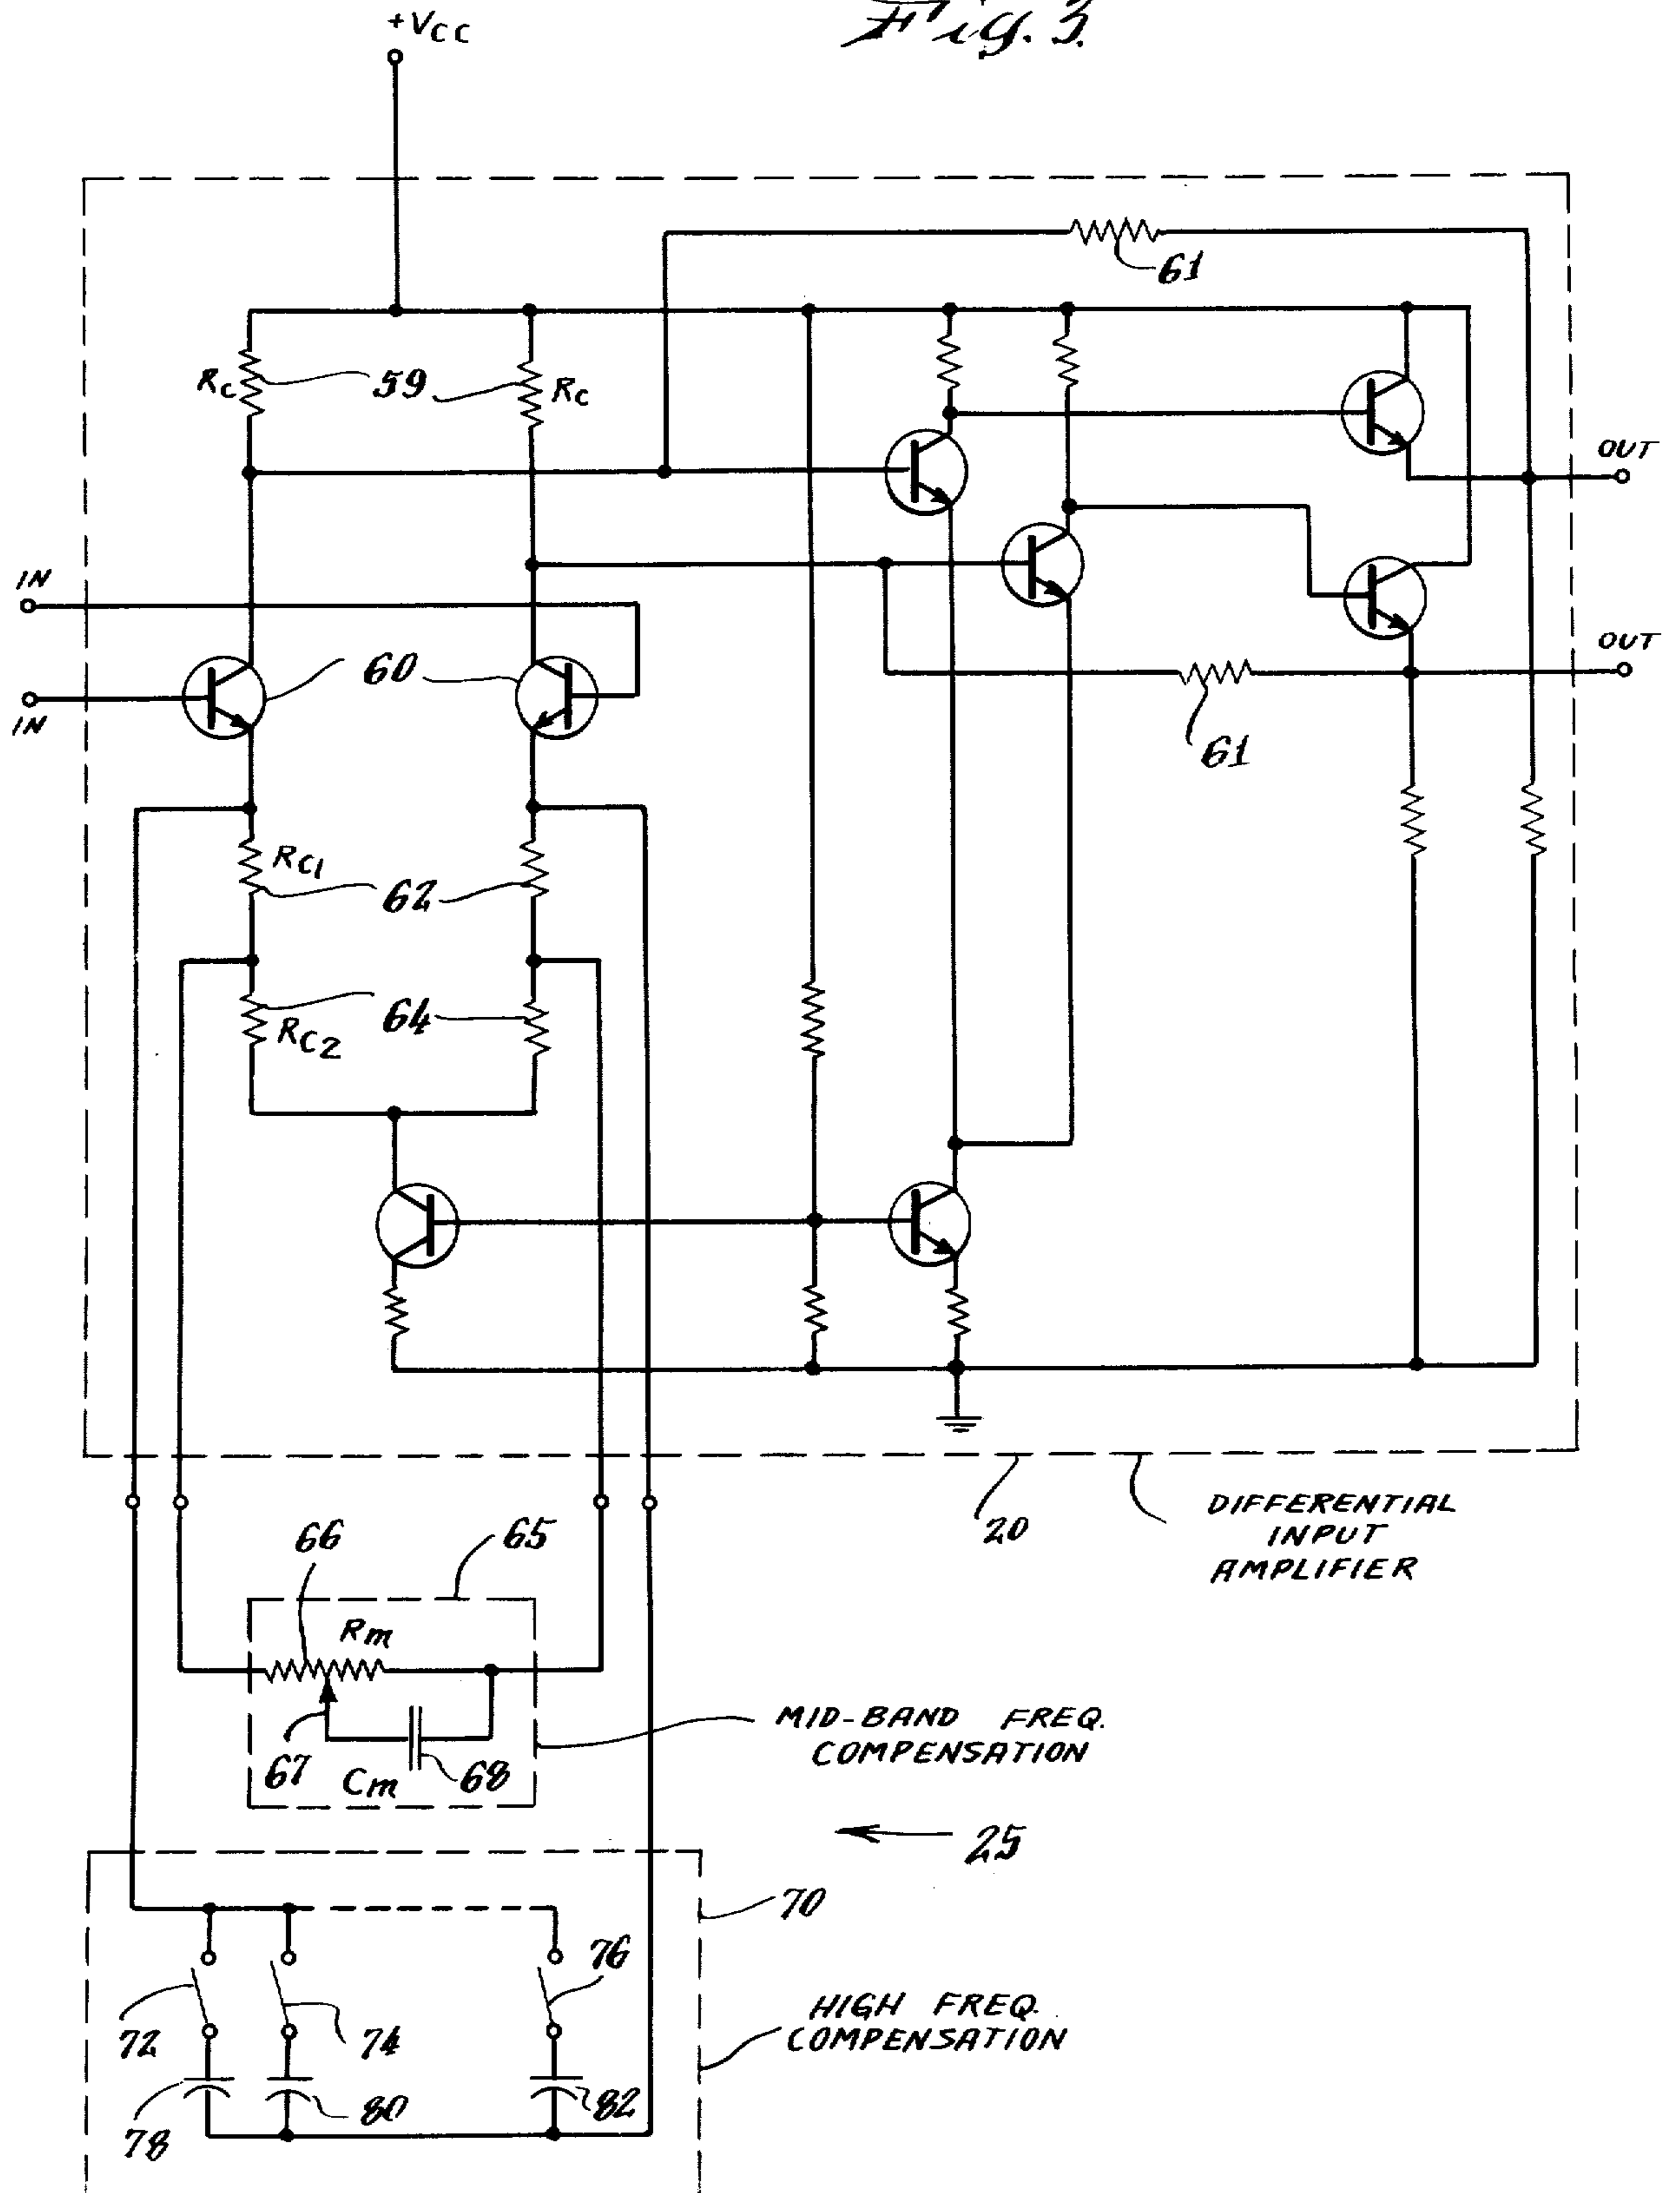 Fig. 3.
+VCC
61
RC 59 RC
OUT
IN
60
OUT
IN
61
RC1
62
64
RC2
20
DIFFERENTIAL
INPUT
AMPLIFIER
66
65
Rm
MID-BAND FREQ.
COMPENSATION
67
Cm
68
25
70
76
HIGH FREQ.
COMPENSATION
72
74
80
82
78